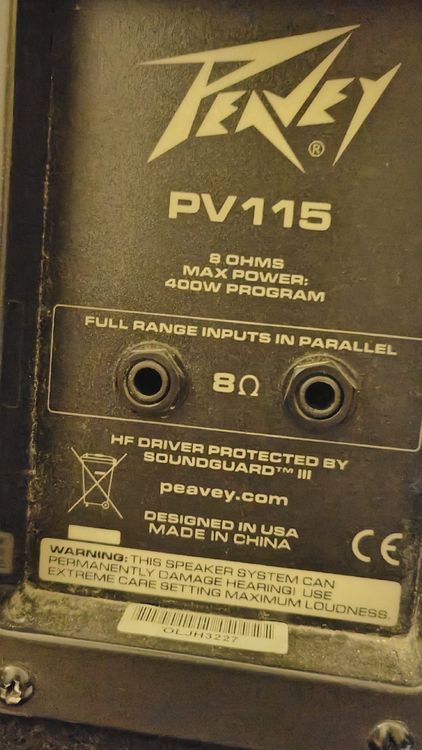 PEAVEY®
PV115
8 OHMS
MAX POWER:
400W PROGRAM
FULL RANGE INPUTS IN PARALLEL
8Ω
HF DRIVER PROTECTED BY
SOUNDGUARD™ III
peavey.com
DESIGNED IN USA
MADE IN CHINA
CE
WARNING: THIS SPEAKER SYSTEM CAN
PERMANENTLY DAMAGE HEARING! USE
EXTREME CARE SETTING MAXIMUM LOUDNESS.
OLJH3227